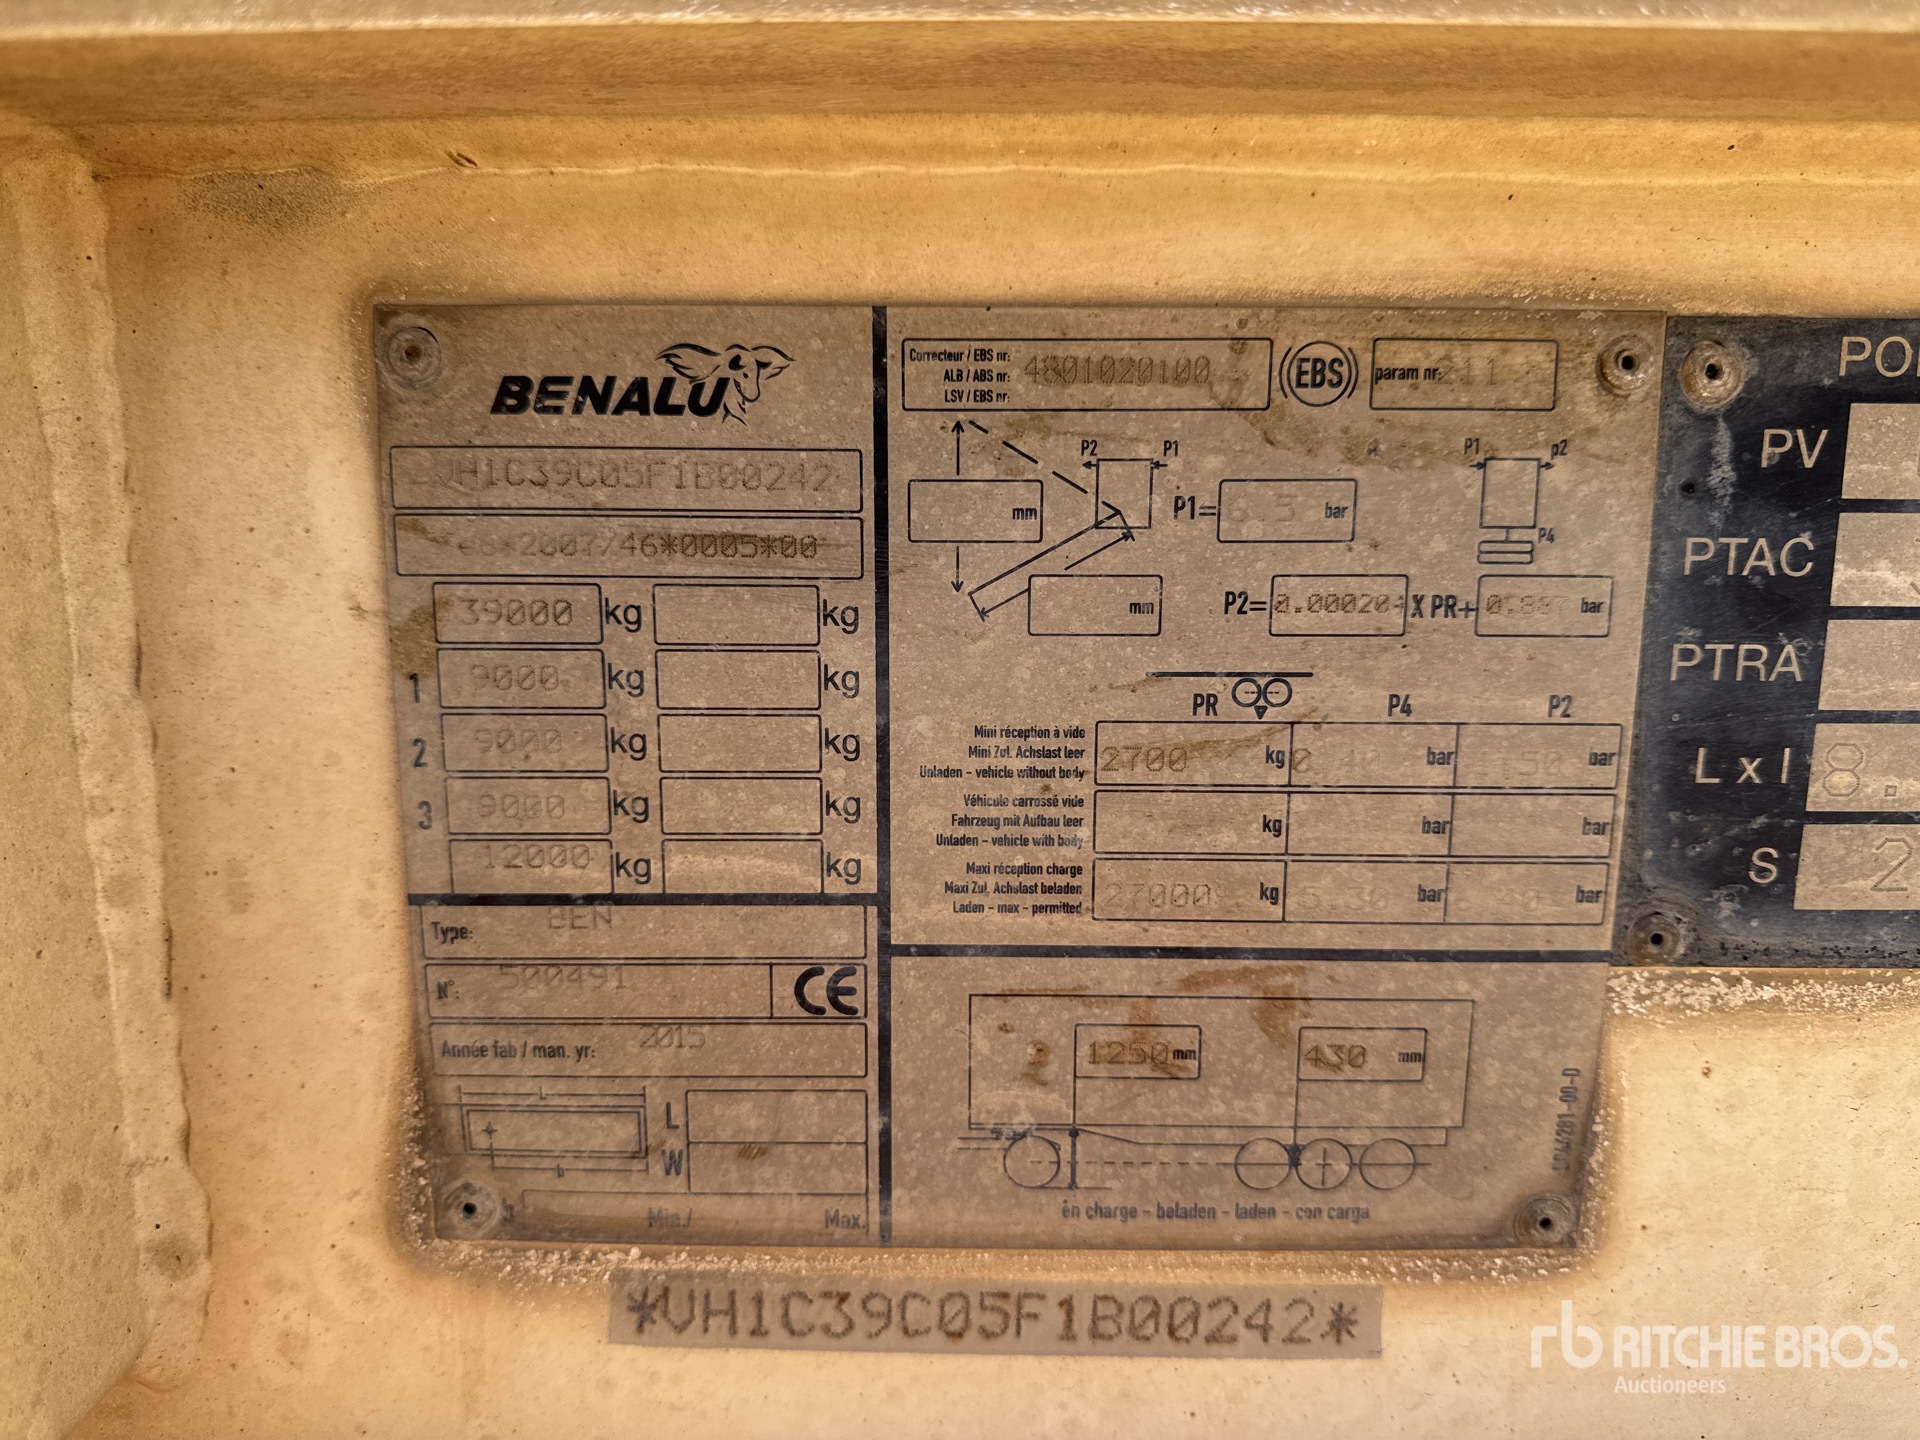 BENALU
VH1C39C05F1B00242
*2007/46*0005*00
39000 kg kg
1 9000 kg kg
2 9000 kg kg
3 9000 kg kg
12000 kg kg
Type: BEN
N°: 500491 CE
Année fab / man. yr: 2015
L
L
W
b
Min./ Max.
Correcteur / EBS nr:
ALB / ABS nr: 4801020100
LSV / EBS nr:
EBS
param nr: 211
P2 P1
mm
P1= 6.5 bar
P1 p2
P4
mm
P2= 0.000204 X PR+ bar
PR P4 P2
Mini réception à vide
Mini Zul. Achslast leer
Unladen - vehicle without body
2700 kg bar bar
Véhicule carrossé vide
Fahrzeug mit Aufbau leer
Unladen - vehicle with body
kg bar bar
Maxi réception charge
Maxi Zul. Achslast beladen
Laden - max - permitted
27000 kg bar bar
1250 mm 430 mm
en charge - beladen - laden - con carga
*VH1C39C05F1B00242*
PV
PTAC
PTRA
L x l 8.
S 2
rb RITCHIE BROS.
Auctioneers